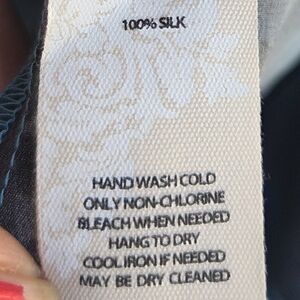 100% SILK
HAND WASH COLD
ONLY NON-CHLORINE
BLEACH WHEN NEEDED
HANG TO DRY
COOL IRON IF NEEDED
MAY BE DRY CLEANED